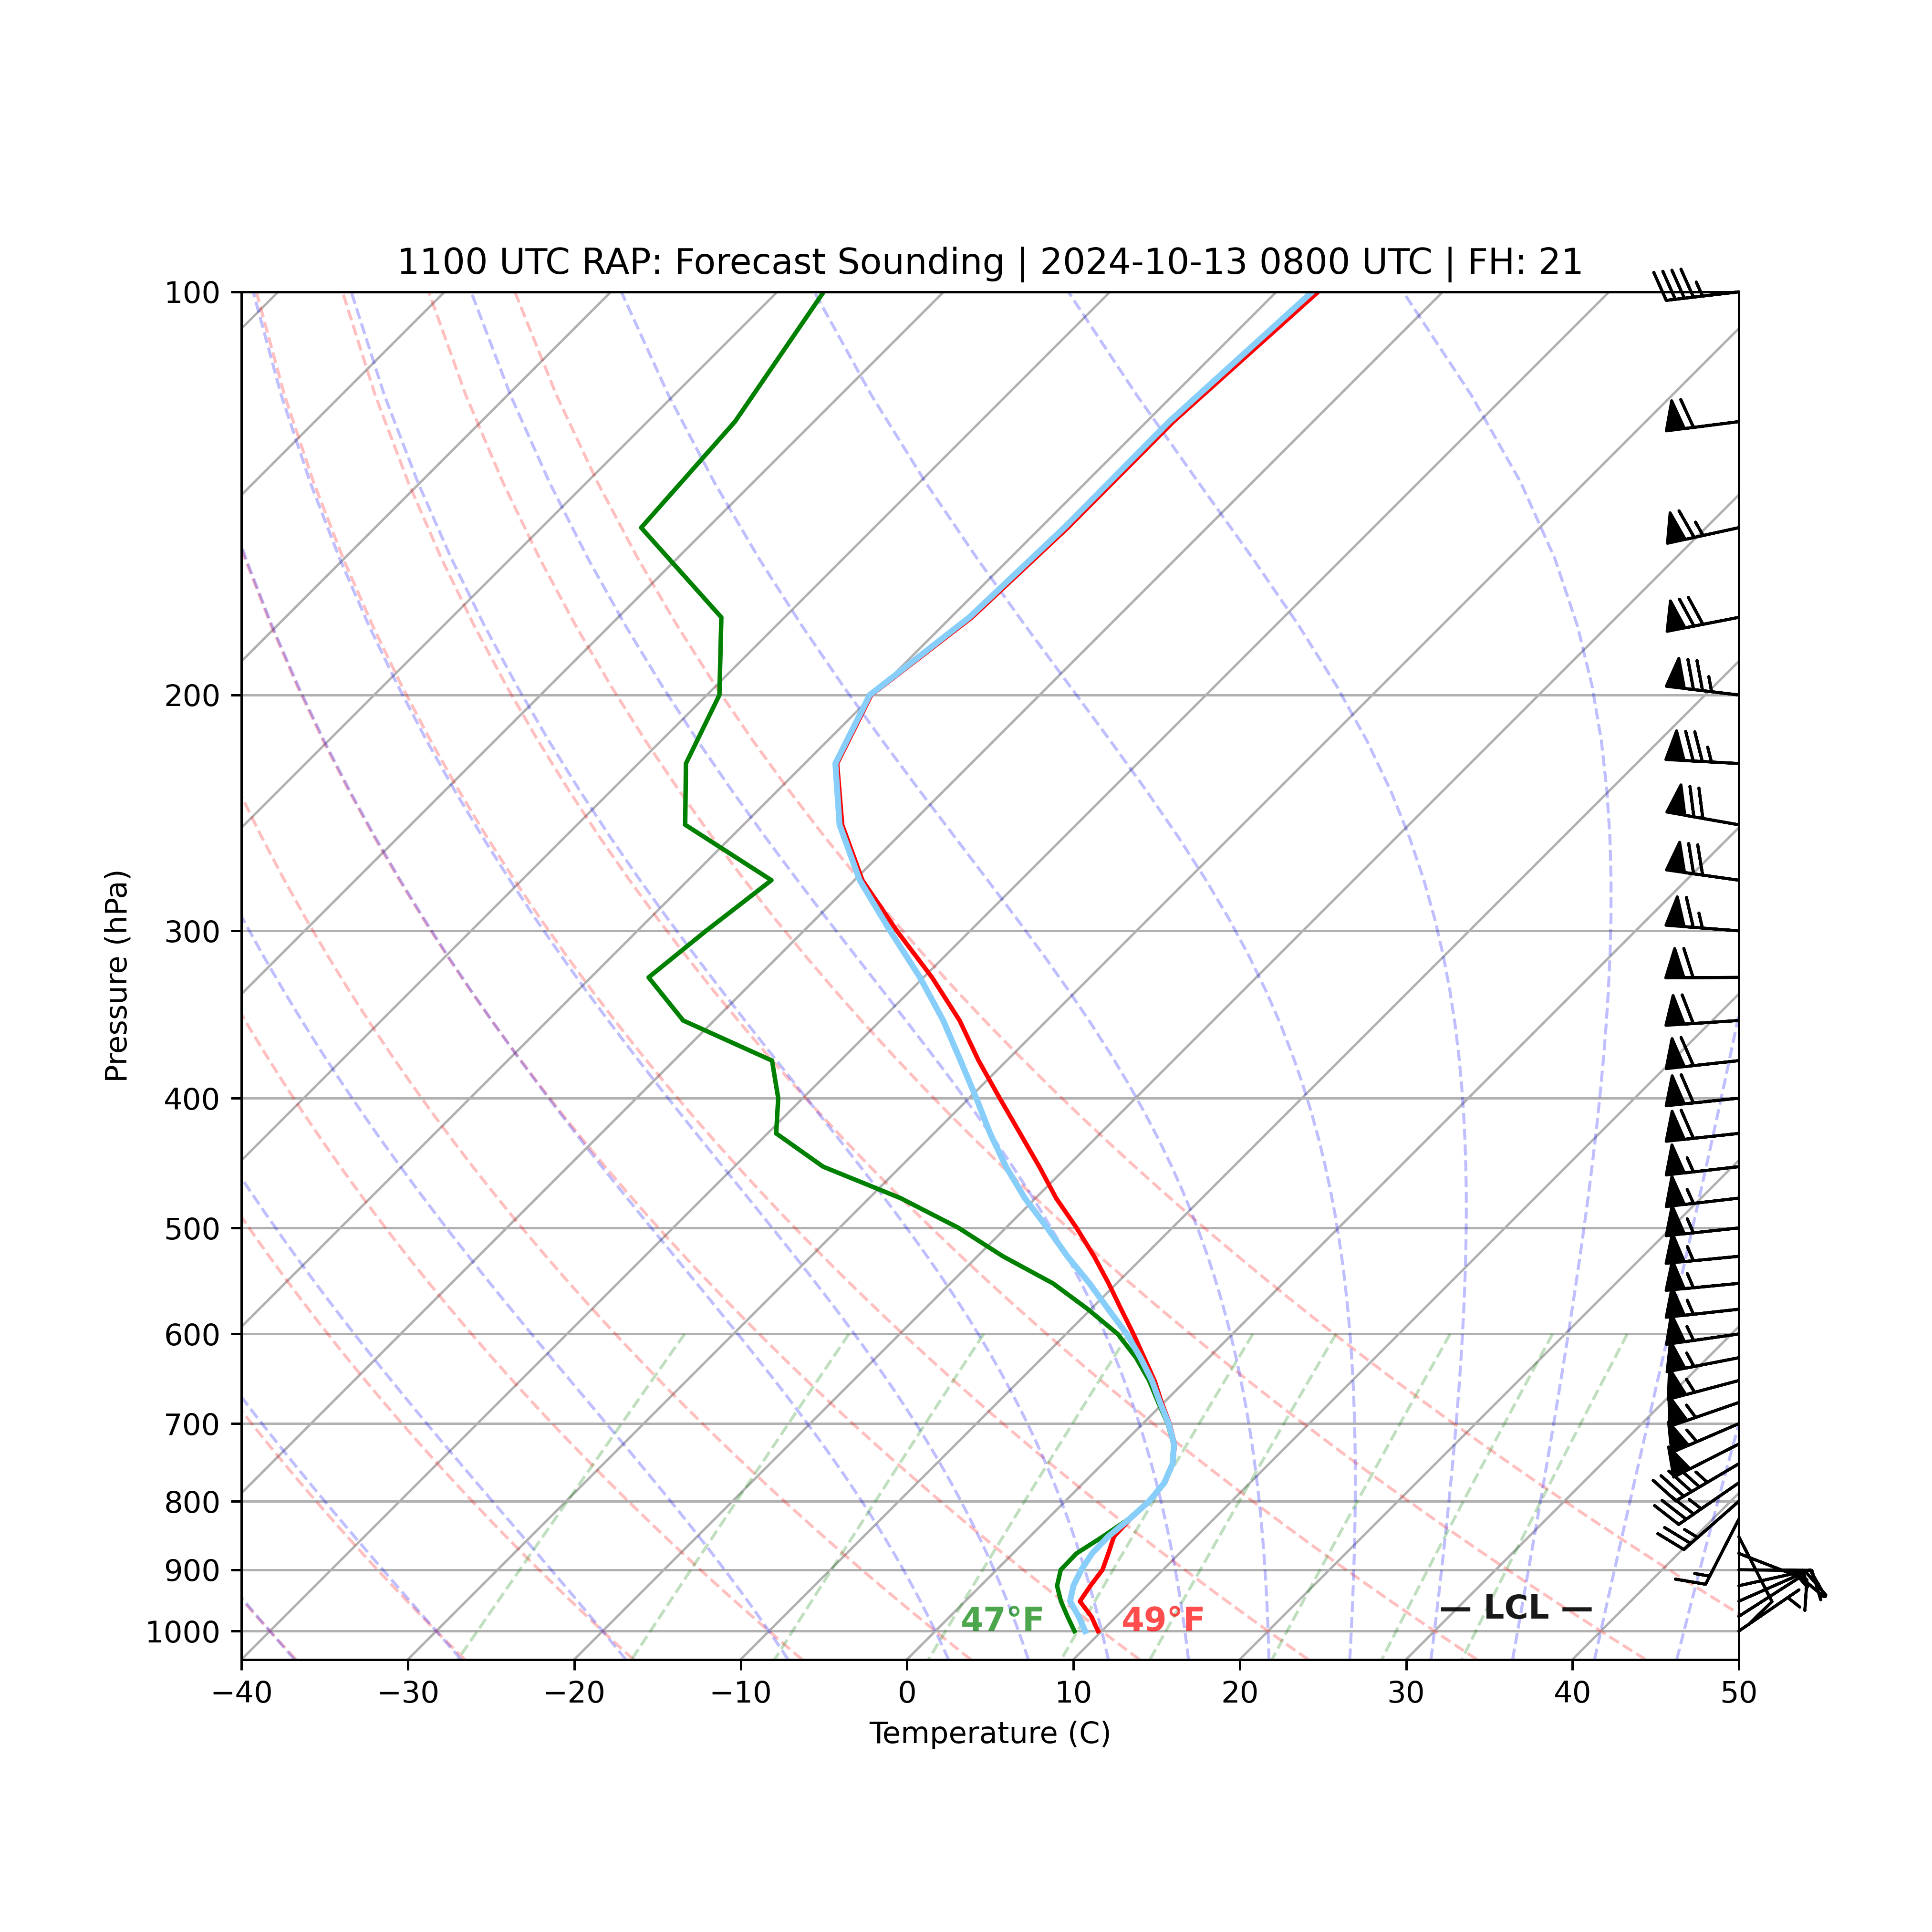 1100 UTC RAP: Forecast Sounding | 2024-10-13 0800 UTC | FH: 21
100
200
300
400
500
600
700
800
900
1000
Pressure (hPa)
47°F
49°F
— LCL —
−40 −30 −20 −10 0 10 20 30 40 50
Temperature (C)